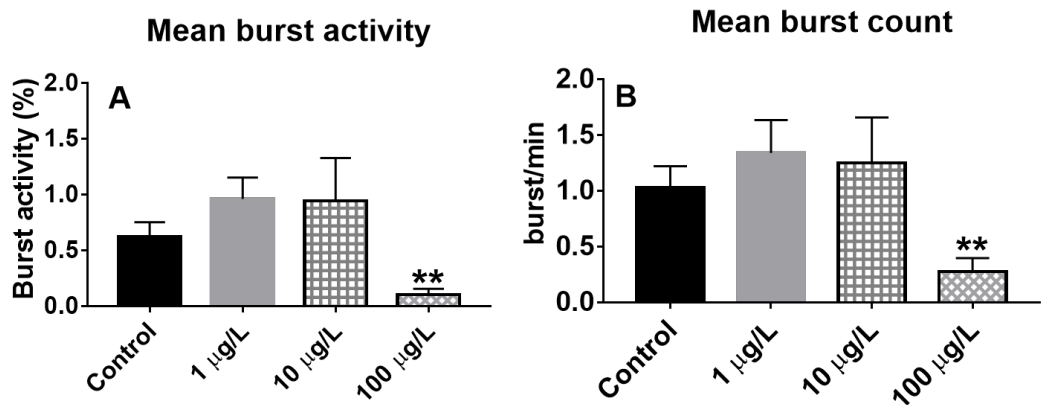 Mean burst activity
A
Burst activity (%)
2.0
1.5
1.0
0.5
0.0
**
Control
1 μg/L
10 μg/L
100 μg/L
Mean burst count
B
burst/min
2.0
1.5
1.0
0.5
0.0
**
Control
1 μg/L
10 μg/L
100 μg/L